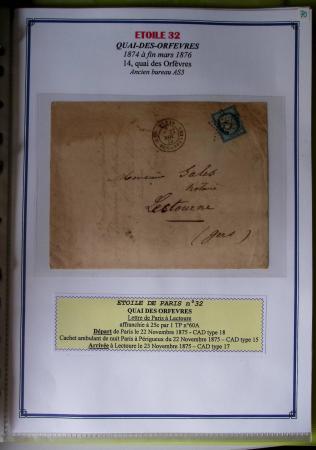 ETOILE 32
QUAI-DES-ORFEVRES
1874 à fin mars 1876
14, quai des Orfèvres
Ancien bureau AS3
Monsieur Gales
Notaire
Lectoure
(Gers)
ETOILE DE PARIS n°32
QUAI DES ORFEVRES
Lettre de Paris à Lectoure
affranchie à 25c par 1 TP n°60A
Départ de Paris le 22 Novembre 1875 - CAD type 18
Cachet ambulant de nuit Paris à Périgueux du 22 Novembre 1875 - CAD type 15
Arrivée à Lectoure le 23 Novembre 1875 - CAD type 17